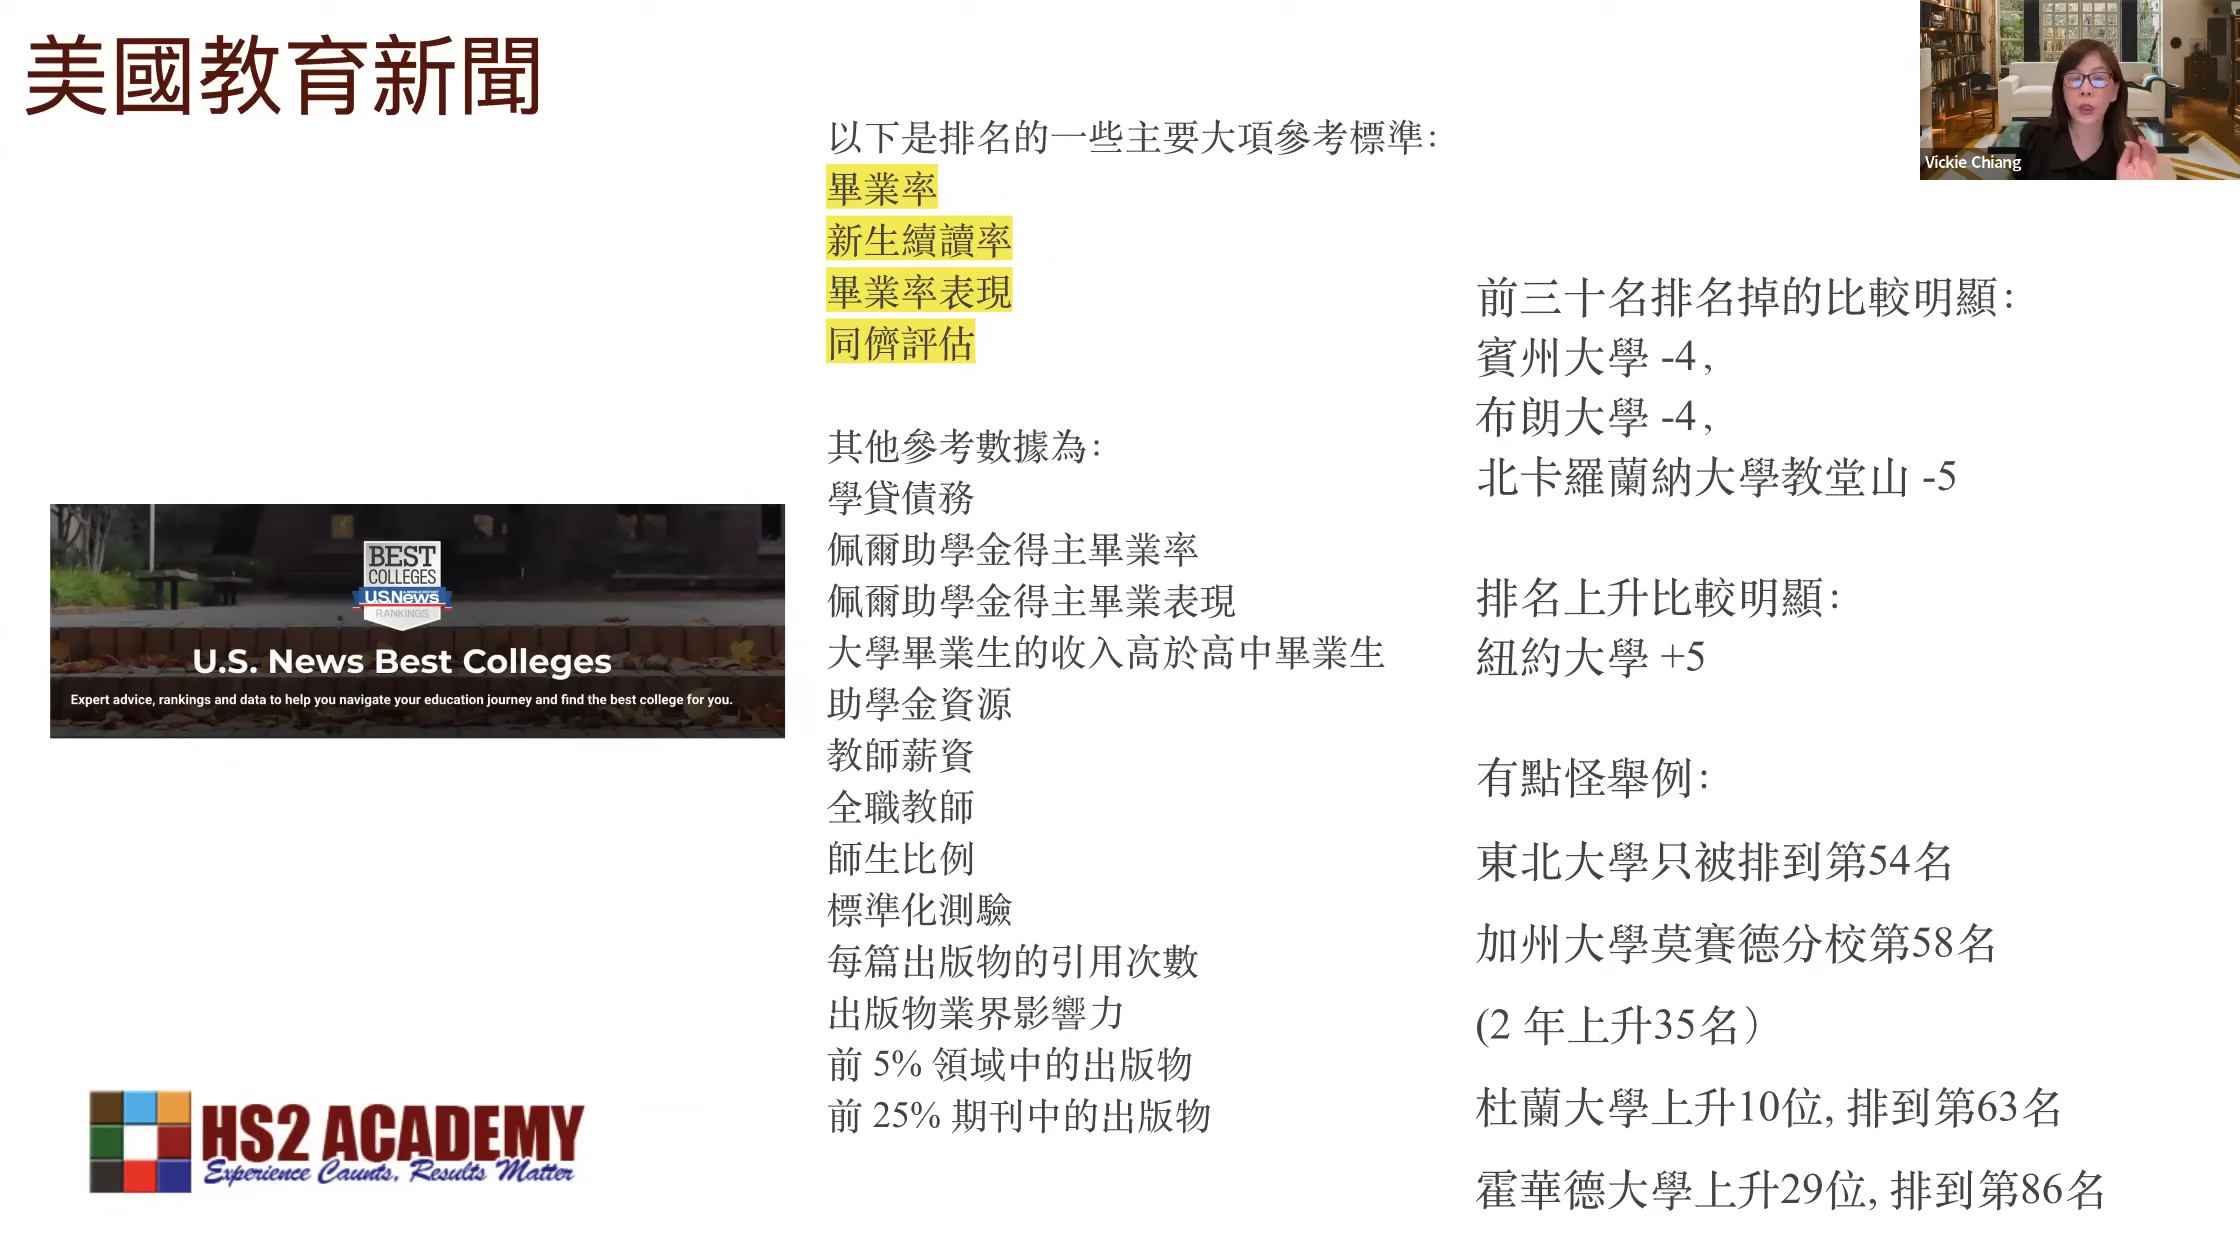 美國教育新聞
Vickie Chiang
以下是排名的一些主要大項參考標準:
畢業率
新生續讀率
畢業率表現
同儕評估
其他參考數據為:
學貸債務
佩爾助學金得主畢業率
佩爾助學金得主畢業表現
大學畢業生的收入高於高中畢業生
助學金資源
教師薪資
全職教師
師生比例
標準化測驗
每篇出版物的引用次數
出版物業界影響力
前 5% 領域中的出版物
前 25% 期刊中的出版物
前三十名排名掉的比較明顯:
賓州大學 -4,
布朗大學 -4,
北卡羅蘭納大學教堂山 -5
排名上升比較明顯:
紐約大學 +5
有點怪舉例:
東北大學只被排到第54名
加州大學莫賽德分校第58名
(2 年上升35名）
杜蘭大學上升10位, 排到第63名
霍華德大學上升29位, 排到第86名
BEST
COLLEGES
U.S.News
RANKINGS
U.S. News Best Colleges
Expert advice, rankings and data to help you navigate your education journey and find the best college for you.
HS2 ACADEMY
Experience Counts, Results Matter